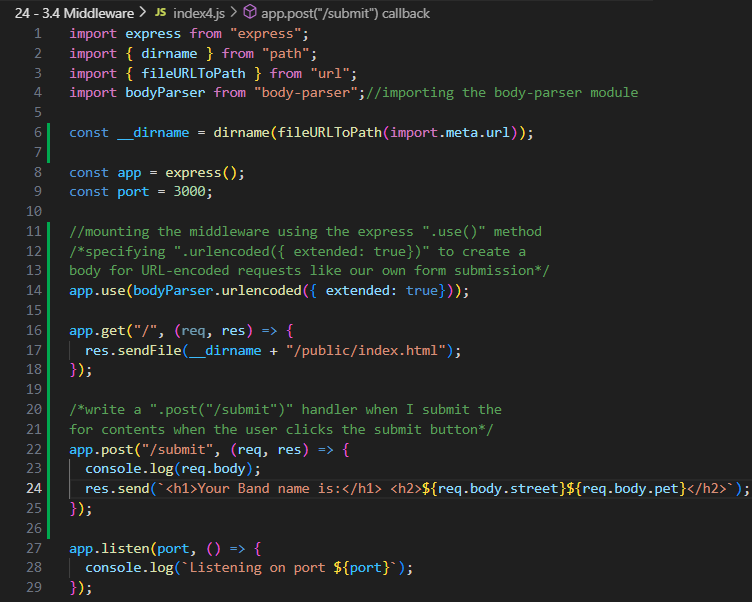 24 - 3.4 Middleware > JS index4.js > app.post("/submit") callback
1 import express from "express";
2 import { dirname } from "path";
3 import { fileURLToPath } from "url";
4 import bodyParser from "body-parser";//importing the body-parser module
5
6 const __dirname = dirname(fileURLToPath(import.meta.url));
7
8 const app = express();
9 const port = 3000;
10
11 //mounting the middleware using the express ".use()" method
12 /*specifying ".urlencoded({ extended: true})" to create a
13 body for URL-encoded requests like our own form submission*/
14 app.use(bodyParser.urlencoded({ extended: true}));
15
16 app.get("/", (req, res) => {
17   res.sendFile(__dirname + "/public/index.html");
18 });
19
20 /*write a ".post("/submit")" handler when I submit the
21 for contents when the user clicks the submit button*/
22 app.post("/submit", (req, res) => {
23   console.log(req.body);
24   res.send(`<h1>Your Band name is:</h1> <h2>${req.body.street}${req.body.pet}</h2>`);
25 });
26
27 app.listen(port, () => {
28   console.log(`Listening on port ${port}`);
29 });